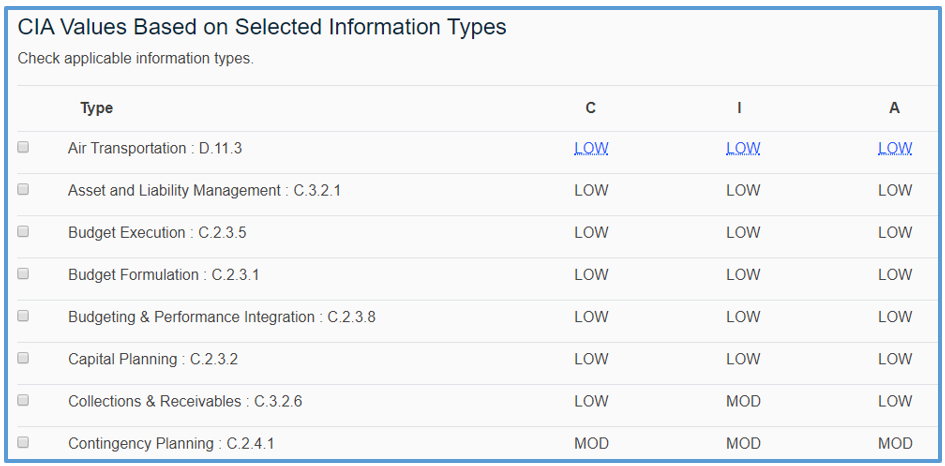 CIA Values Based on Selected Information Types
Check applicable information types.
Type C I A
Air Transportation : D.11.3 LOW LOW LOW
Asset and Liability Management : C.3.2.1 LOW LOW LOW
Budget Execution : C.2.3.5 LOW LOW LOW
Budget Formulation : C.2.3.1 LOW LOW LOW
Budgeting & Performance Integration : C.2.3.8 LOW LOW LOW
Capital Planning : C.2.3.2 LOW LOW LOW
Collections & Receivables : C.3.2.6 LOW MOD LOW
Contingency Planning : C.2.4.1 MOD MOD MOD